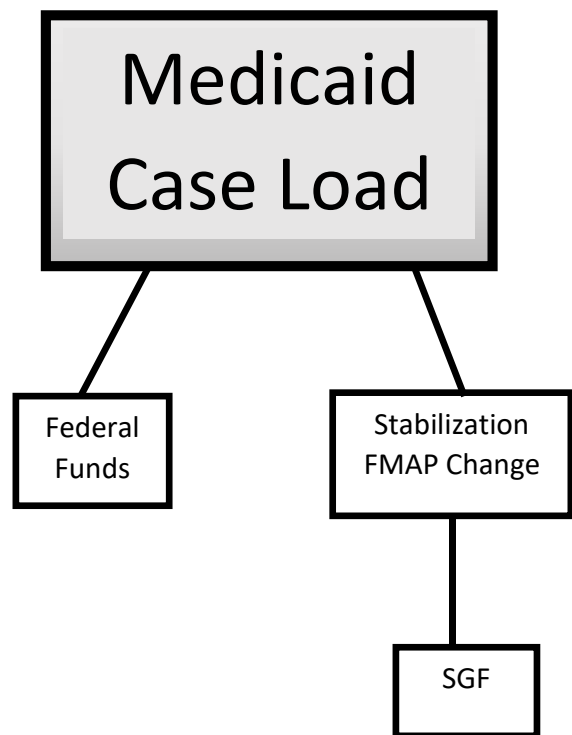 Medicaid
Case Load
Federal
Funds
Stabilization
FMAP Change
SGF